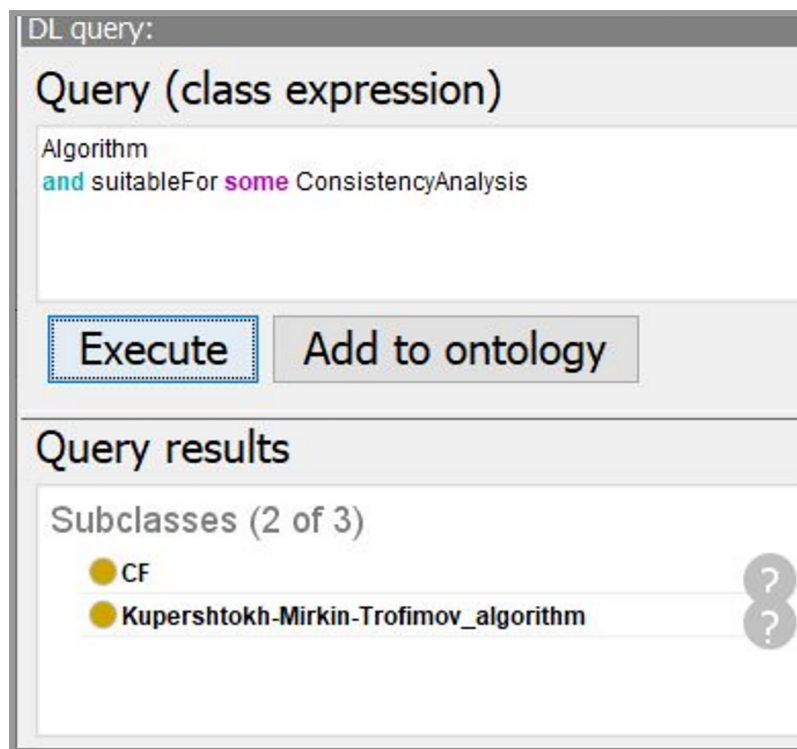 DL query:
Query (class expression)
Algorithm
and suitableFor some ConsistencyAnalysis
Execute
Add to ontology
Query results
Subclasses (2 of 3)
CF
?
Kupershtokh-Mirkin-Trofimov_algorithm
?